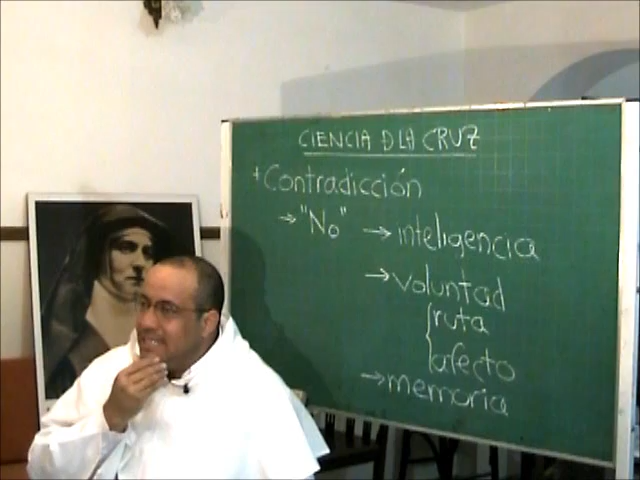 CIENCIA D LA CRUZ
+ Contradicción
→ "No" → inteligencia
→ voluntad
ruta
afecto
→ memoria